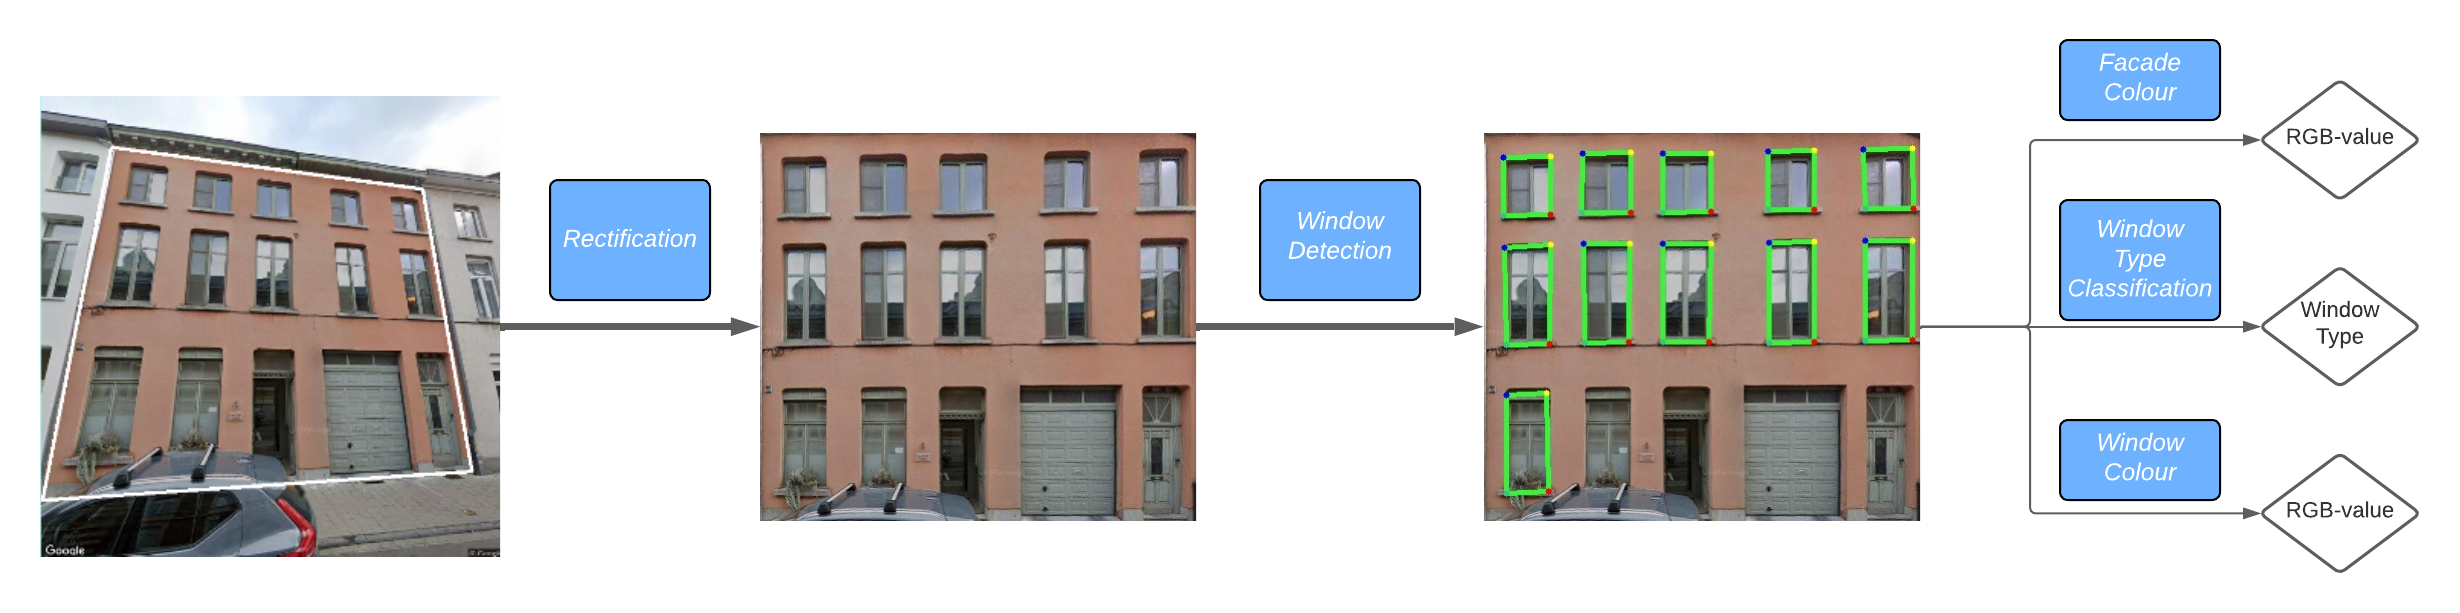 Google
Rectification
Window
Detection
Facade
Colour
RGB-value
Window
Type
Classification
Window
Type
Window
Colour
RGB-value